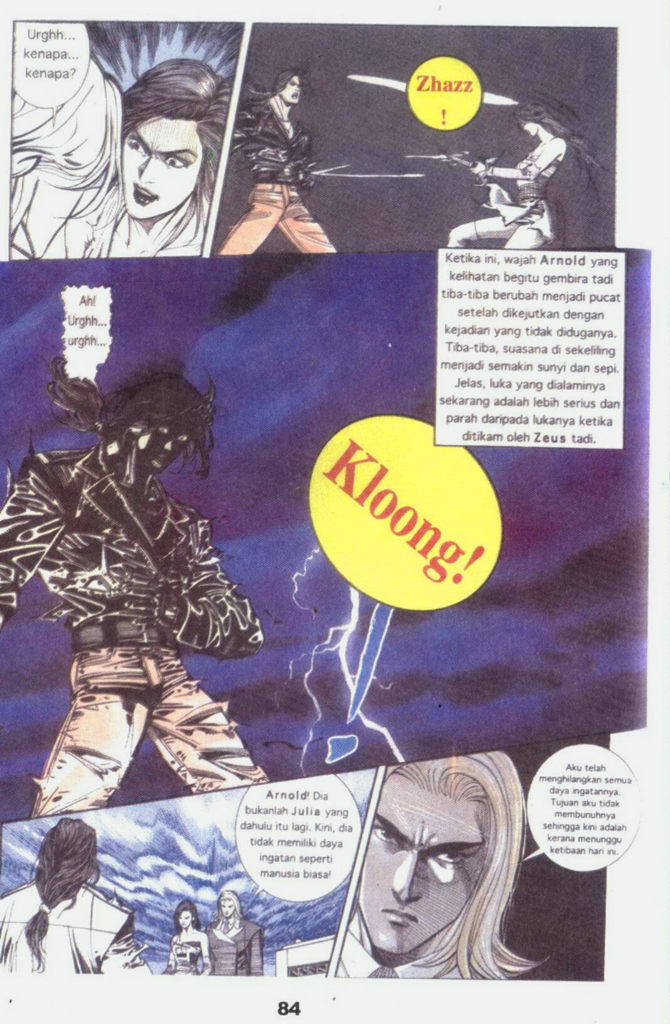 Urghh...
kenapa...
kenapa?
Zhazz
!
Ketika ini, wajah Arnold yang
kelihatan begitu gembira tadi
tiba-tiba berubah menjadi pucat
setelah dikejutkan dengan
kejadian yang tidak diduganya.
Tiba-tiba, suasana di sekeliling
menjadi semakin sunyi dan sepi.
Jelas, luka yang dialaminya
sekarang adalah lebih serius dan
parah daripada lukanya ketika
ditikam oleh Zeus tadi.
Ah!
Urghh...
urghh...
Kloong!
Arnold! Dia
bukanlah Julia yang
dahulu itu lagi. Kini, dia
tidak memiliki daya
ingatan seperti
manusia biasa!
Aku telah
menghilangkan semua
daya ingatannya.
Tujuan aku tidak
membunuhnya
sehingga kini adalah
kerana menunggu
ketibaan hari ini.
84